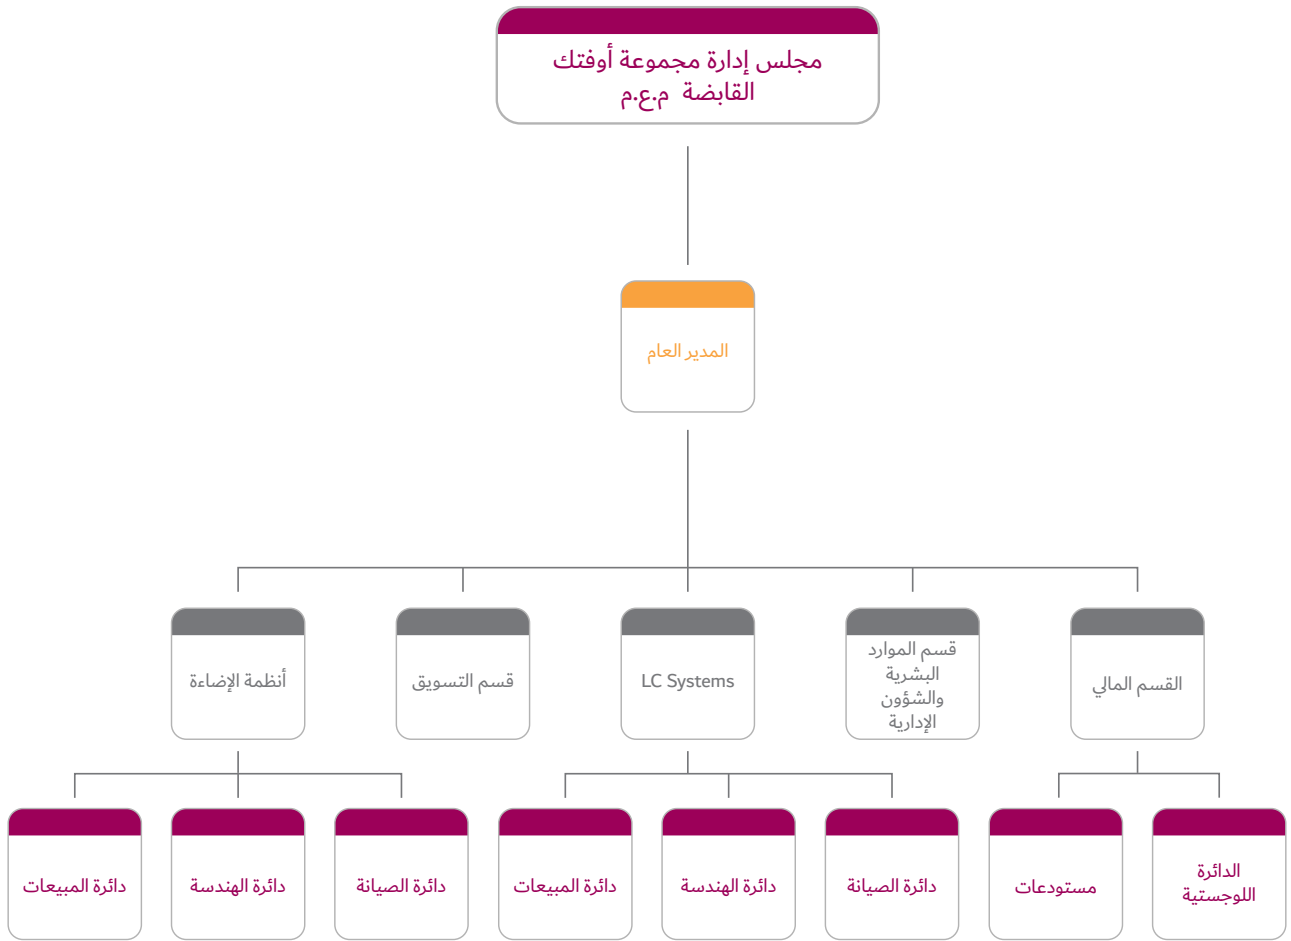 مجلس إدارة مجموعة أوفتك
القابضة م.ع.م
المدير العام
القسم المالي
قسم الموارد
البشرية
والشؤون
الإدارية
LC Systems
قسم التسويق
أنظمة الإضاءة
الدائرة
اللوجستية
مستودعات
دائرة الصيانة
دائرة الهندسة
دائرة المبيعات
دائرة الصيانة
دائرة الهندسة
دائرة المبيعات